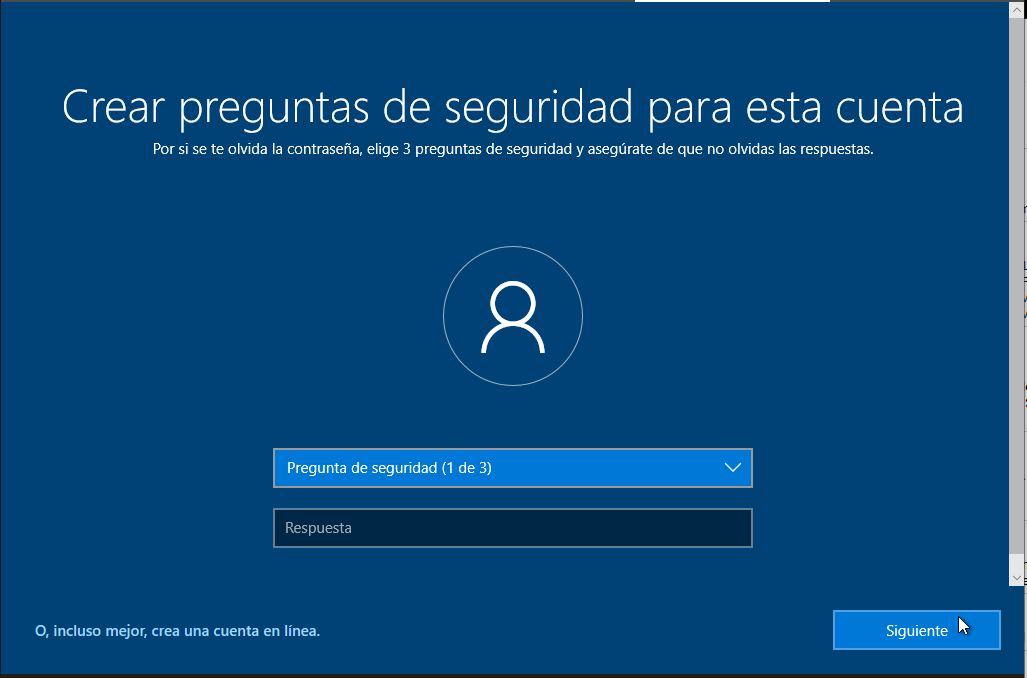 Crear preguntas de seguridad para esta cuenta
Por si se te olvida la contraseña, elige 3 preguntas de seguridad y asegúrate de que no olvidas las respuestas.
Pregunta de seguridad (1 de 3)
Respuesta
O, incluso mejor, crea una cuenta en línea.
Siguiente